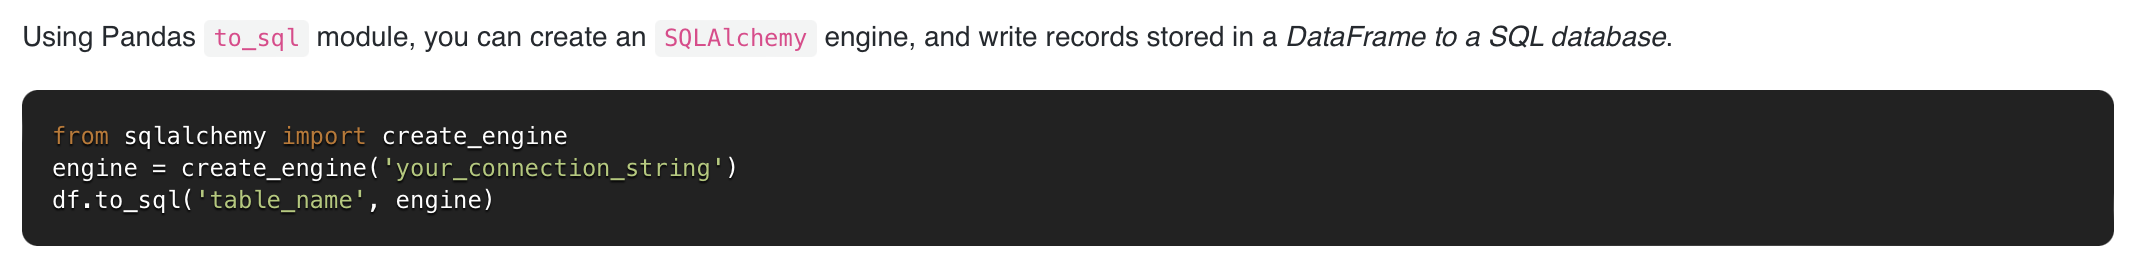 Using Pandas to_sql module, you can create an SQLAlchemy engine, and write records stored in a DataFrame to a SQL database.
from sqlalchemy import create_engine
engine = create_engine('your_connection_string')
df.to_sql('table_name', engine)